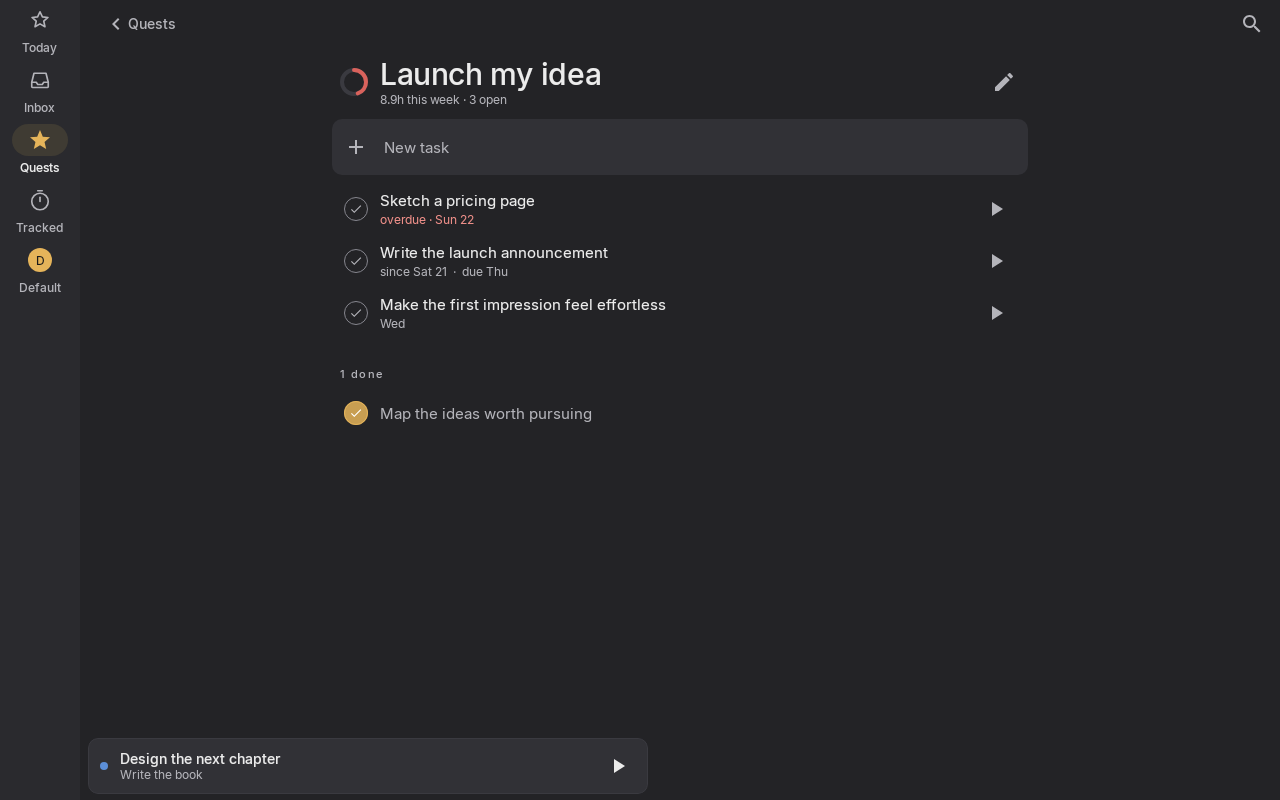 Today
Inbox
Quests
Tracked
D
Default
Quests
Launch my idea
8.9h this week · 3 open
New task
Sketch a pricing page
overdue · Sun 22
Write the launch announcement
since Sat 21 · due Thu
Make the first impression feel effortless
Wed
1 done
Map the ideas worth pursuing
Design the next chapter
Write the book